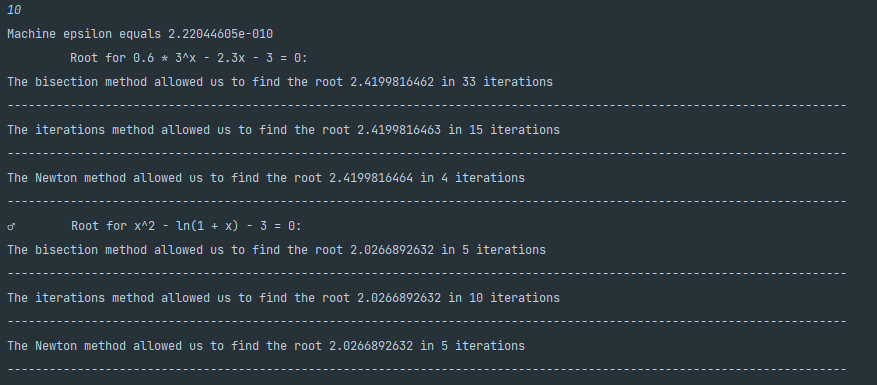 10
Machine epsilon equals 2.22044605e-010
Root for 0.6 * 3^x - 2.3x - 3 = 0:
The bisection method allowed us to find the root 2.4199816462 in 33 iterations
------------------------------------------------------------------------------------------------------------------------
The iterations method allowed us to find the root 2.4199816463 in 15 iterations
------------------------------------------------------------------------------------------------------------------------
The Newton method allowed us to find the root 2.4199816464 in 4 iterations
------------------------------------------------------------------------------------------------------------------------
♂ Root for x^2 - ln(1 + x) - 3 = 0:
The bisection method allowed us to find the root 2.0266892632 in 5 iterations
------------------------------------------------------------------------------------------------------------------------
The iterations method allowed us to find the root 2.0266892632 in 10 iterations
------------------------------------------------------------------------------------------------------------------------
The Newton method allowed us to find the root 2.0266892632 in 5 iterations
------------------------------------------------------------------------------------------------------------------------